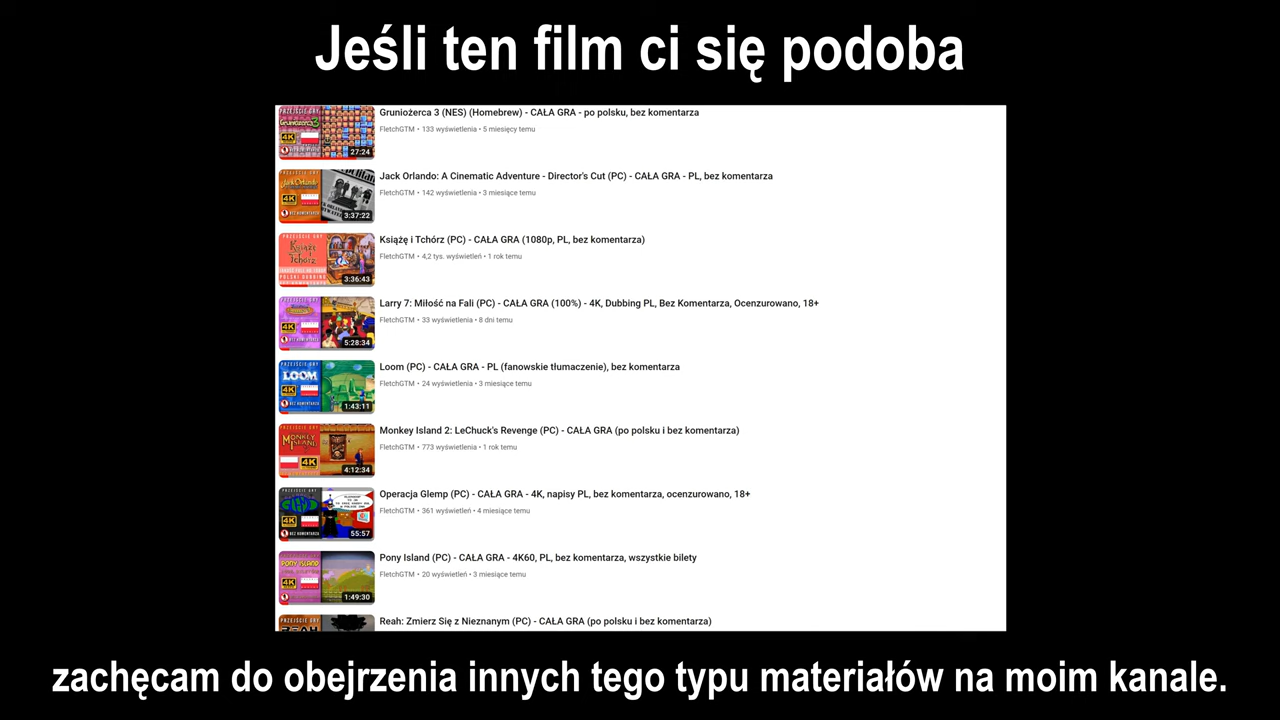 Jeśli ten film ci się podoba
Gruniożerca 3 (NES) (Homebrew) - CAŁA GRA - po polsku, bez komentarza
FletchGTM • 133 wyświetlenia • 5 miesięcy temu
27:24
Jack Orlando: A Cinematic Adventure - Director's Cut (PC) - CAŁA GRA - PL, bez komentarza
FletchGTM • 142 wyświetlenia • 3 miesiące temu
3:37:22
Książę i Tchórz (PC) - CAŁA GRA (1080p, PL, bez komentarza)
FletchGTM • 4,2 tys. wyświetleń • 1 rok temu
3:36:43
Larry 7: Miłość na Fali (PC) - CAŁA GRA (100%) - 4K, Dubbing PL, Bez Komentarza, Ocenzurowano, 18+
FletchGTM • 33 wyświetlenia • 8 dni temu
5:28:34
Loom (PC) - CAŁA GRA - PL (fanowskie tłumaczenie), bez komentarza
FletchGTM • 24 wyświetlenia • 3 miesiące temu
LOOM
4K
1:43:11
Monkey Island 2: LeChuck's Revenge (PC) - CAŁA GRA (po polsku i bez komentarza)
FletchGTM • 773 wyświetlenia • 1 rok temu
4K
4:12:34
Operacja Glemp (PC) - CAŁA GRA - 4K, napisy PL, bez komentarza, ocenzurowano, 18+
FletchGTM • 361 wyświetleń • 4 miesiące temu
4K
55:57
Pony Island (PC) - CAŁA GRA - 4K60, PL, bez komentarza, wszystkie bilety
FletchGTM • 20 wyświetleń • 3 miesiące temu
PONY ISLAND
4K
1:49:30
Reah: Zmierz Się z Nieznanym (PC) - CAŁA GRA (po polsku i bez komentarza)
zachęcam do obejrzenia innych tego typu materiałów na moim kanale.